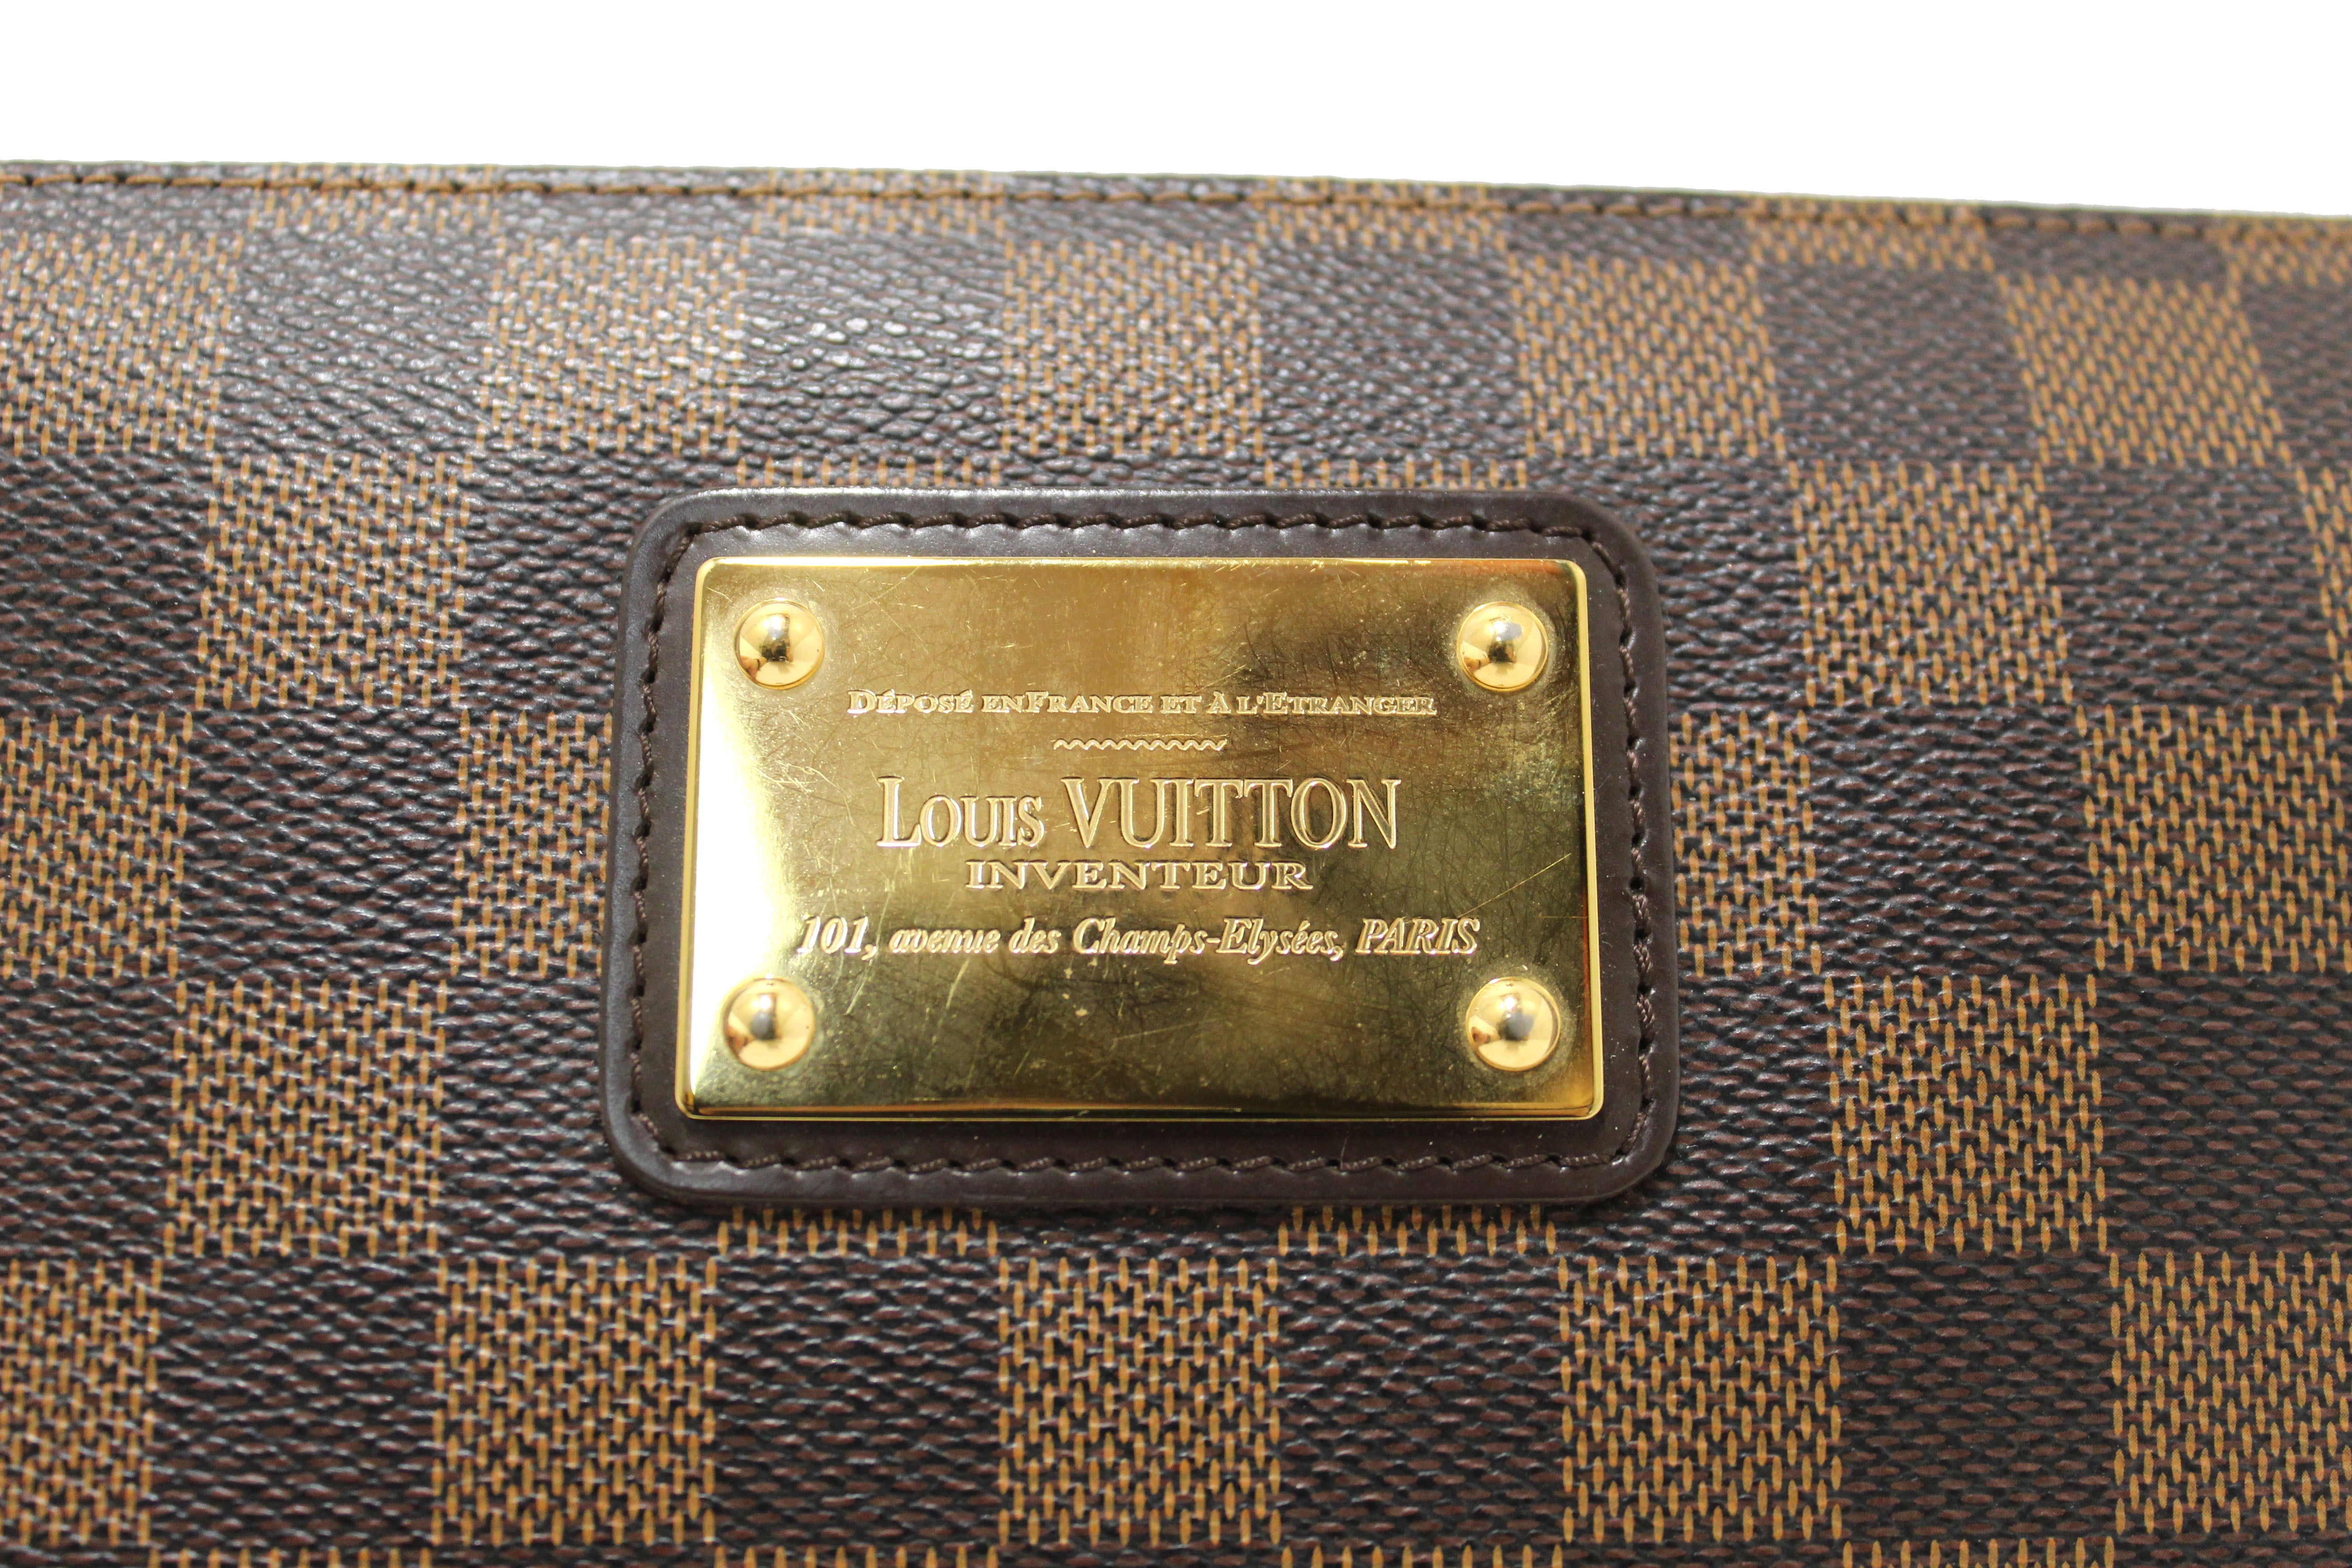 DÉPOSÉ ENFRANCE ET À L'ETRANGER
LOUIS VUITTON
INVENTEUR
101, avenue des Champs-Elysées, PARIS